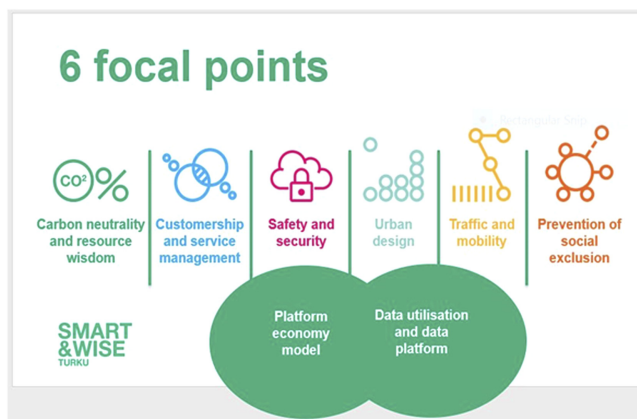 6 focal points
CO²
%
Carbon neutrality
and resource
wisdom
Customership
and service
management
Safety and
security
Urban
design
Traffic and
mobility
Prevention of
social
exclusion
Platform
economy
model
Data utilisation
and data
platform
SMART
&WISE
TURKU